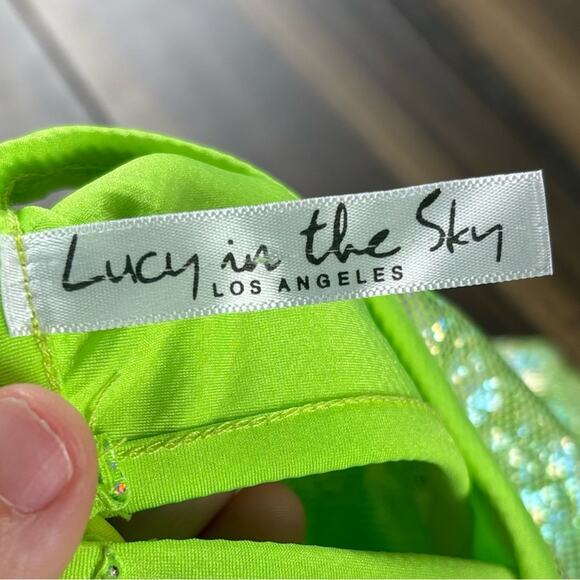 Lucy in the Sky
LOS ANGELES